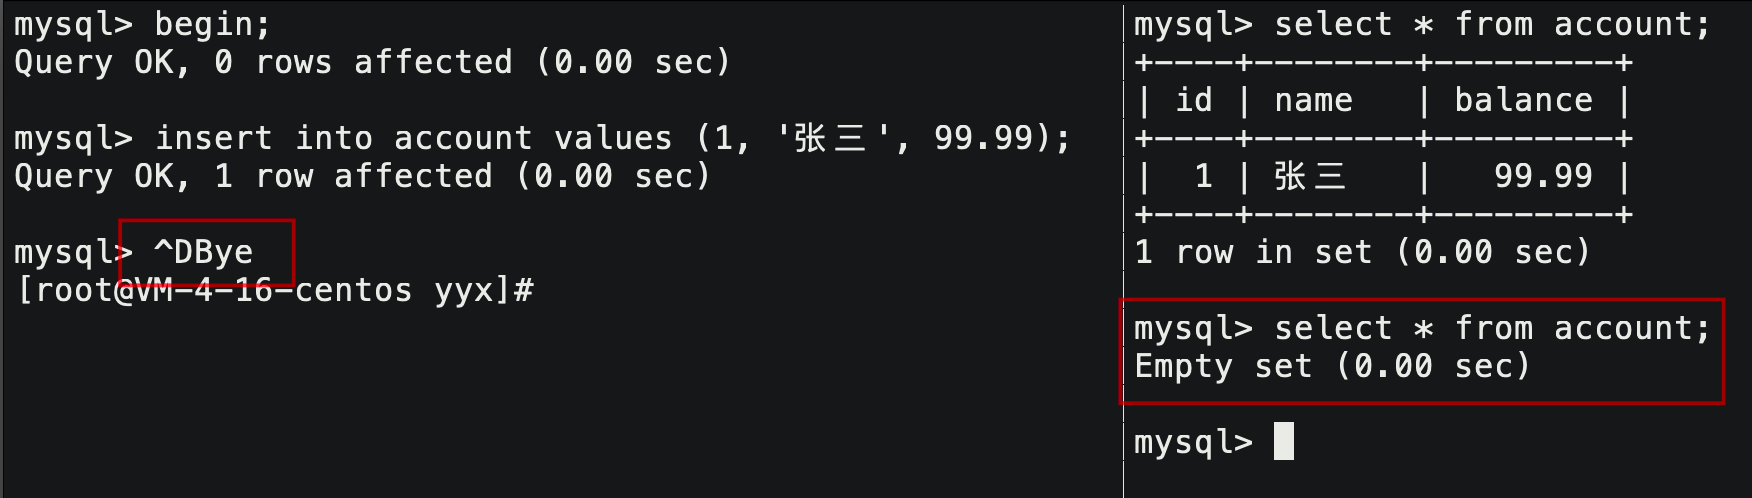 mysql> begin;
Query OK, 0 rows affected (0.00 sec)
mysql> insert into account values (1, '张三', 99.99);
Query OK, 1 row affected (0.00 sec)
mysql> ^DBye
[root@VM-4-16-centos yyx]#
mysql> select * from account;
+----+--------+---------+
| id | name   | balance |
+----+--------+---------+
|  1 | 张三   |   99.99 |
+----+--------+---------+
1 row in set (0.00 sec)
mysql> select * from account;
Empty set (0.00 sec)
mysql>